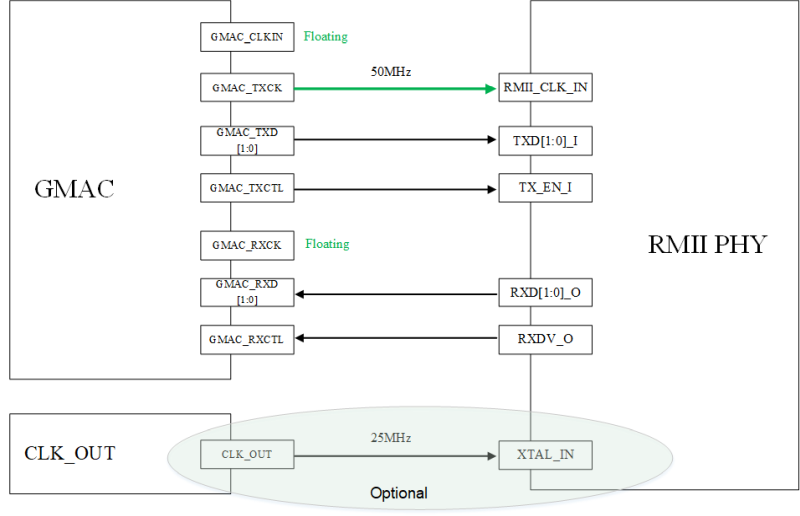 GMAC_CLKIN
Floating
GMAC_TXCK
50MHz
RMII_CLK_IN
GMAC_TXD
[1:0]
TXD[1:0]_I
GMAC
GMAC_TXCTL
TX_EN_I
GMAC_RXCK
Floating
RMII PHY
GMAC_RXD
[1:0]
RXD[1:0]_O
GMAC_RXCTL
RXDV_O
CLK_OUT
CLK_OUT
25MHz
XTAL_IN
Optional